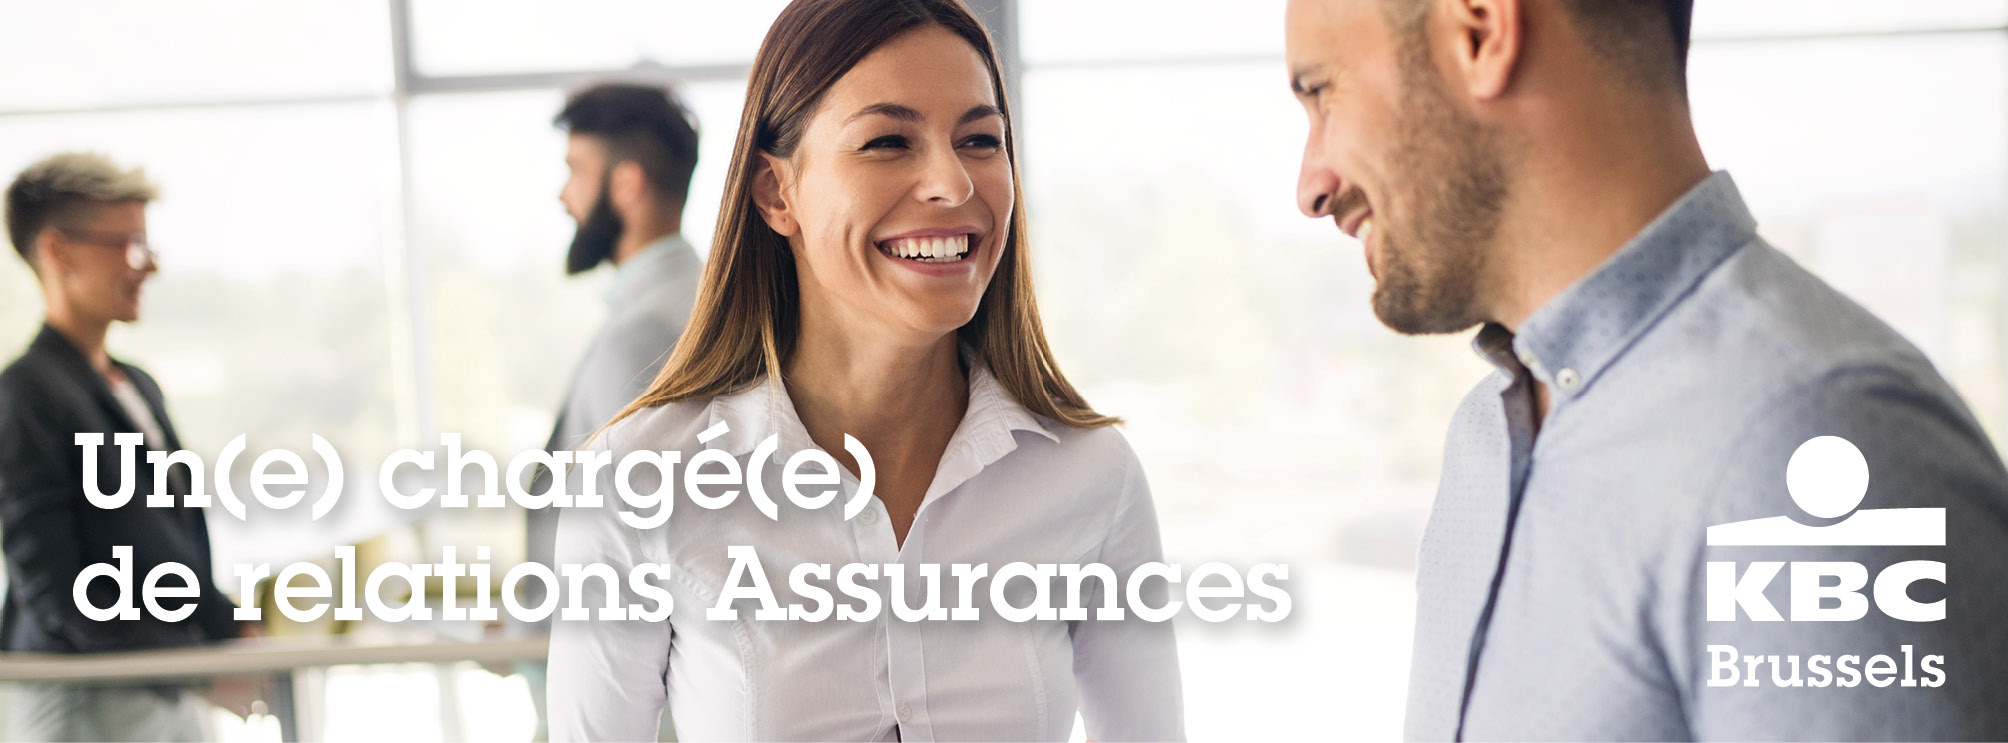 Un(e) chargé(e)
de relations Assurances
KBC
Brussels